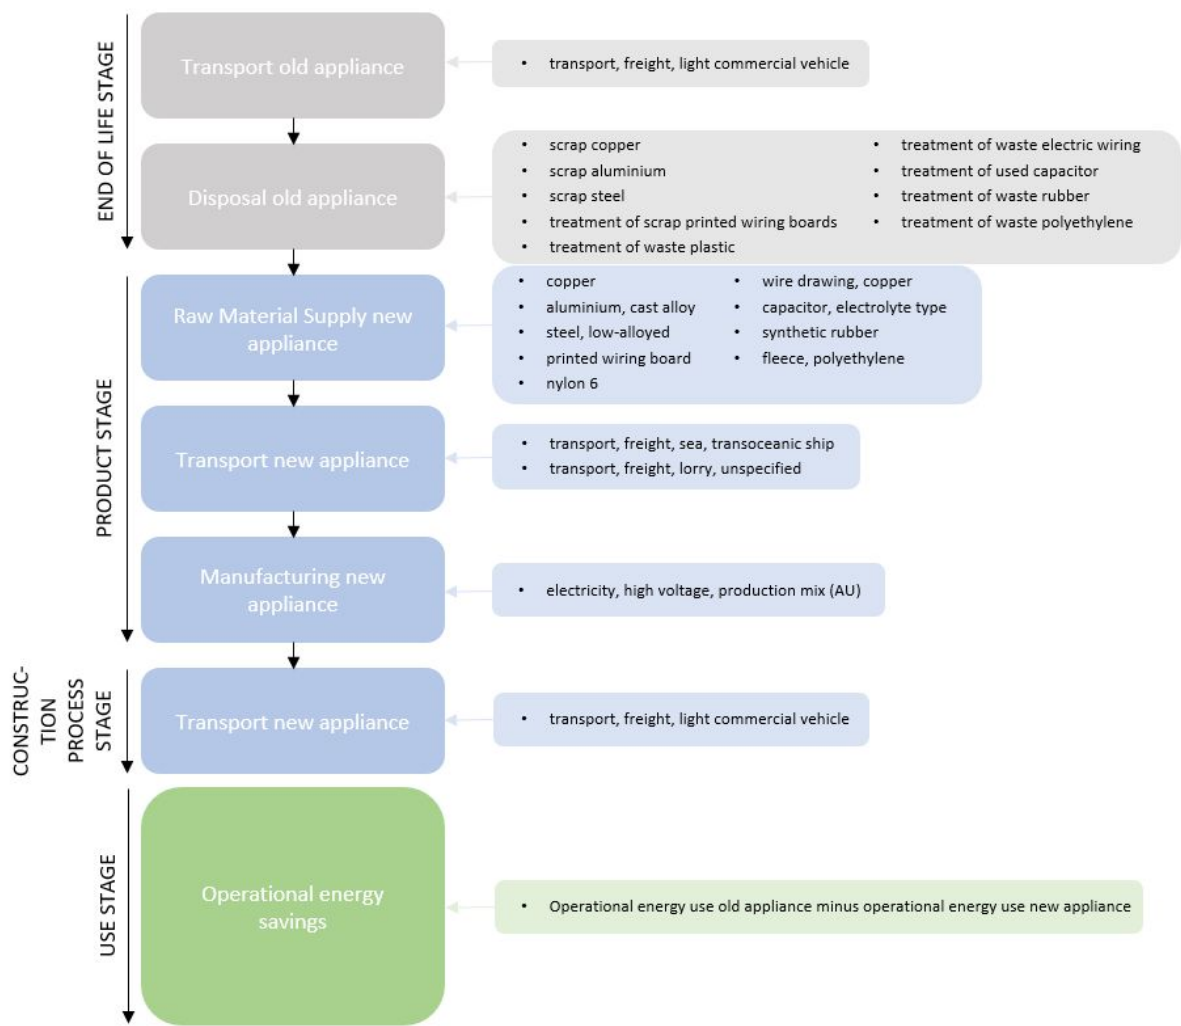 END OF LIFE STAGE
Transport old appliance
• transport, freight, light commercial vehicle
Disposal old appliance
• scrap copper
• scrap aluminium
• scrap steel
• treatment of scrap printed wiring boards
• treatment of waste plastic
• treatment of waste electric wiring
• treatment of used capacitor
• treatment of waste rubber
• treatment of waste polyethylene
PRODUCT STAGE
Raw Material Supply new
appliance
• copper
• aluminium, cast alloy
• steel, low-alloyed
• printed wiring board
• nylon 6
• wire drawing, copper
• capacitor, electrolyte type
• synthetic rubber
• fleece, polyethylene
Transport new appliance
• transport, freight, sea, transoceanic ship
• transport, freight, lorry, unspecified
Manufacturing new
appliance
• electricity, high voltage, production mix (AU)
CONSTRUC-
TION
PROCESS
STAGE
Transport new appliance
• transport, freight, light commercial vehicle
USE STAGE
Operational energy
savings
• Operational energy use old appliance minus operational energy use new appliance